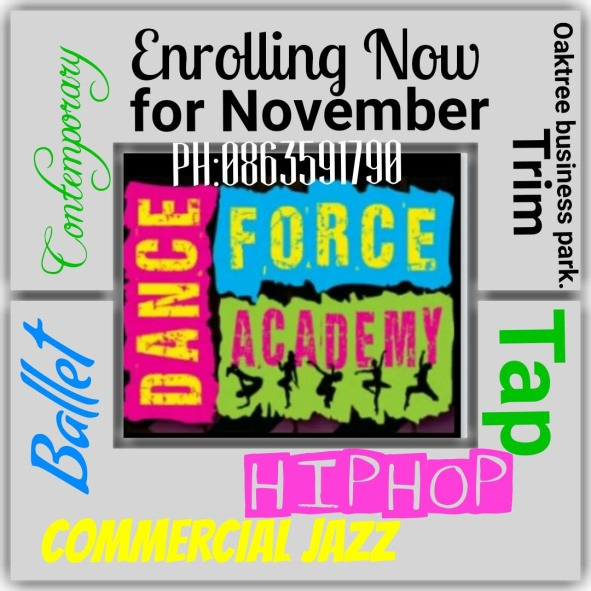 Enrolling Now
for November
PH:0863591790
Oaktree business park.
Trim
Contemporary
DANCE
FORCE
ACADEMY
Ballet
Tap
HIPHOP
COMMERCIAL JAZZ